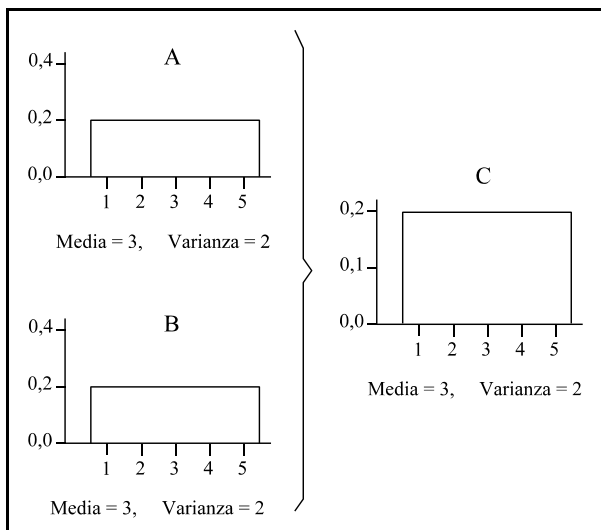 A
0,4
0,2
0,0
1 2 3 4 5
Media = 3, Varianza = 2
B
0,4
0,2
0,0
1 2 3 4 5
Media = 3, Varianza = 2
C
0,2
0,1
0,0
1 2 3 4 5
Media = 3, Varianza = 2